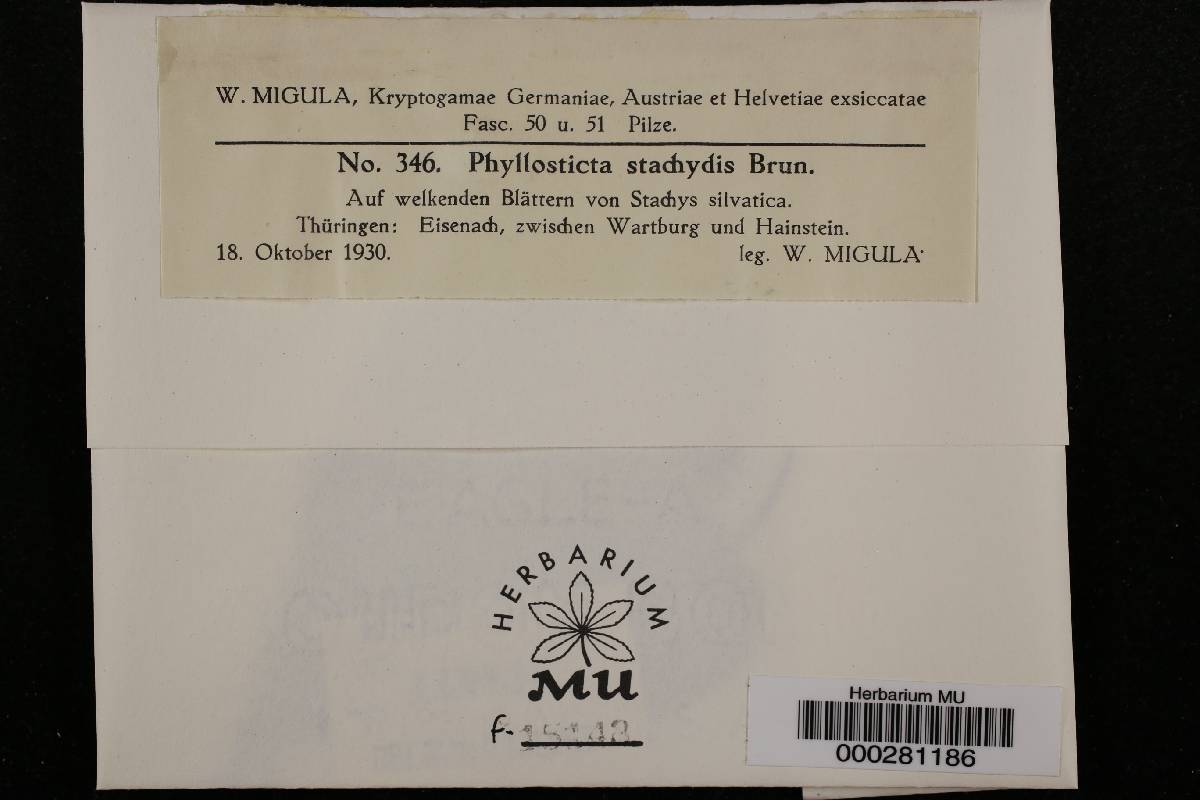 W. MIGULA, Kryptogamae Germaniae, Austriae et Helvetiae exsiccatae
Fasc. 50 u. 51 Pilze.
No. 346. Phyllosticta stachydis Brun.
Auf welkenden Blättern von Stachys silvatica.
Thüringen: Eisenach, zwischen Wartburg und Hainstein.
18. Oktober 1930. leg. W. MIGULA.
HERBARIUM
MU
f-
Herbarium MU
000281186